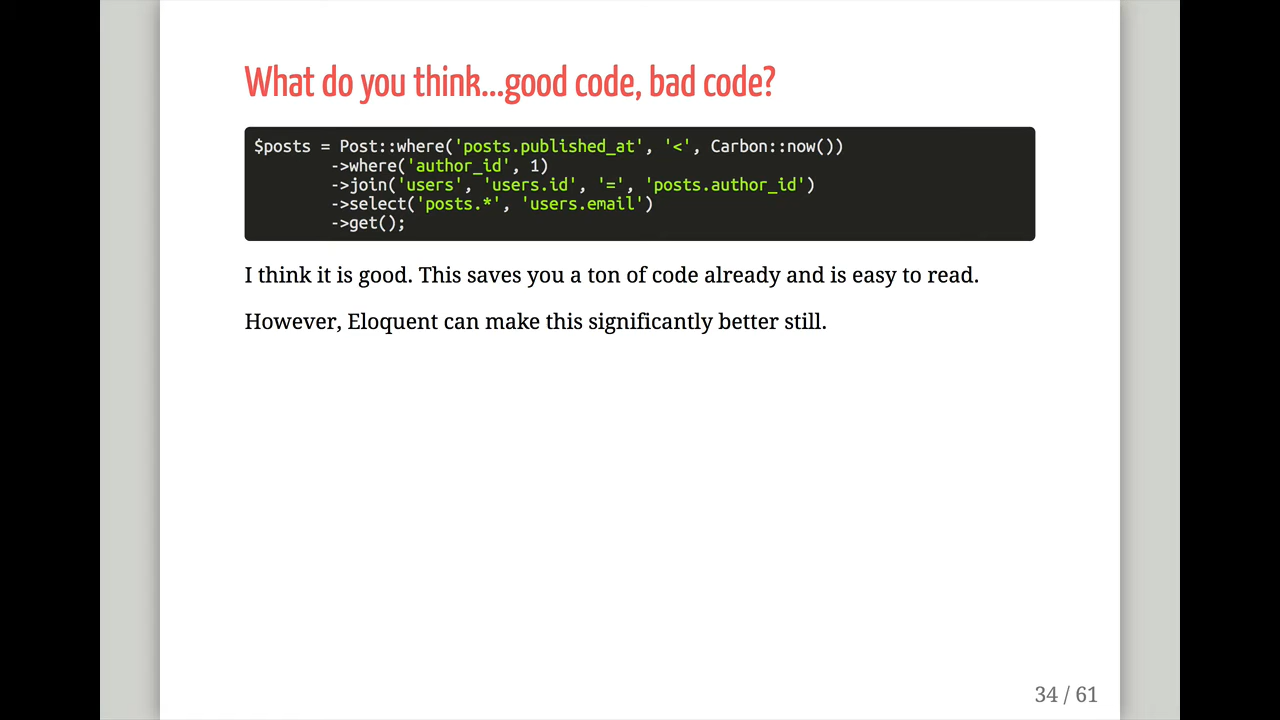 What do you think...good code, bad code?
$posts = Post::where('posts.published_at', '<', Carbon::now())
        ->where('author_id', 1)
        ->join('users', 'users.id', '=', 'posts.author_id')
        ->select('posts.*', 'users.email')
        ->get();
I think it is good. This saves you a ton of code already and is easy to read.
However, Eloquent can make this significantly better still.
34 / 61